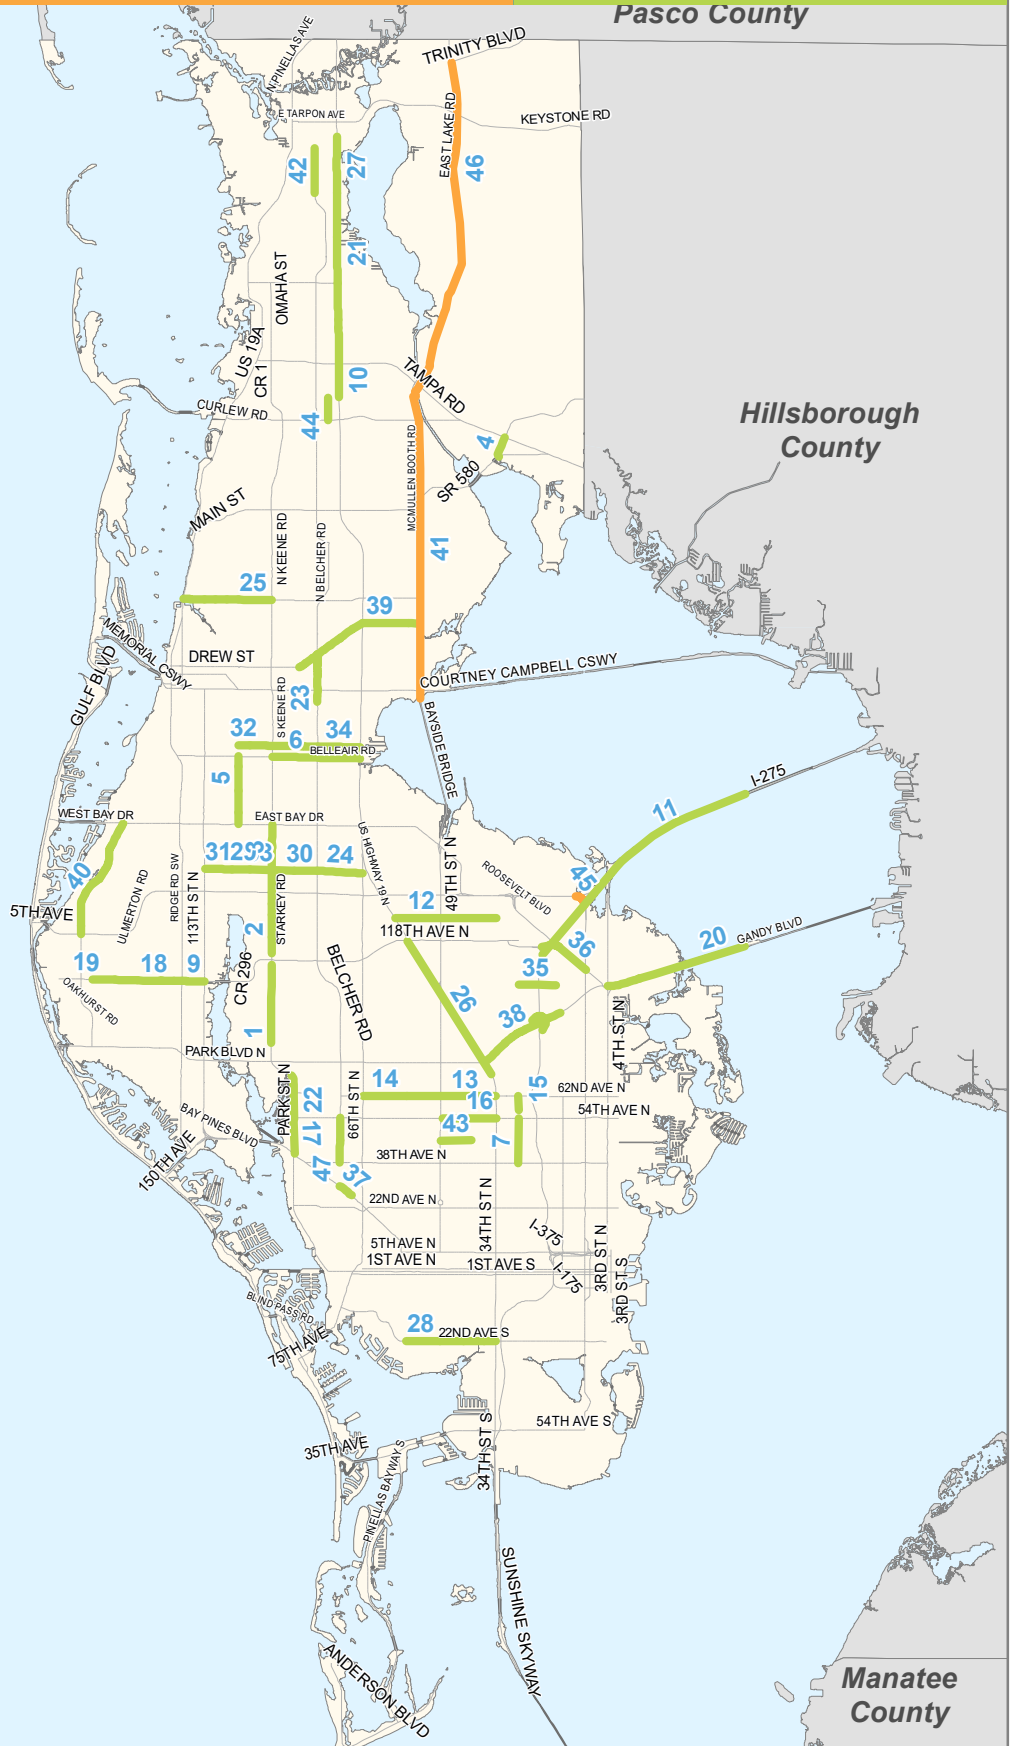 Pasco County
TRINITY BLVD
N PINELLAS AVE
E TARPON AVE
KEYSTONE RD
EAST LAKE RD
42
27
46
21
OMAHA ST
US 19A
CR 1
10
TAMPA RD
CURLEW RD
44
4
Hillsborough
County
MCMULLEN BOOTH RD
SR 580
MAIN ST
N KEENE RD
N BELCHER RD
41
25
39
MEMORIAL CSWY
DREW ST
GULF BLVD
COURTNEY CAMPBELL CSWY
S KEENE RD
23
BAYSIDE BRIDGE
32
6
34
BELLEAIR RD
5
I-275
11
WEST BAY DR
EAST BAY DR
US HIGHWAY 19 N
49TH ST N
31
29
3
30
24
40
ULMERTON RD
RIDGE RD SW
113TH ST N
STARKEY RD
ROOSEVELT BLVD
45
5TH AVE
12
118TH AVE N
2
36
20
GANDY BLVD
19
18
9
CR 296
BELCHER RD
35
OAKHURST RD
26
38
4TH ST N
1
PARK BLVD N
PARK ST N
22
66TH ST N
14
13
15
62ND AVE N
16
54TH AVE N
BAY PINES BLVD
17
43
7
150TH AVE
38TH AVE N
47
37
22ND AVE N
34TH ST N
I-375
5TH AVE N
1ST AVE N
1ST AVE S
I-175
3RD ST N
3RD ST S
BLIND PASS RD
75TH AVE
28
22ND AVE S
54TH AVE S
34TH ST S
35TH AVE
PINELLAS BAYWAY S
SUNSHINE SKYWAY
ANDERSON BLVD
Manatee
County